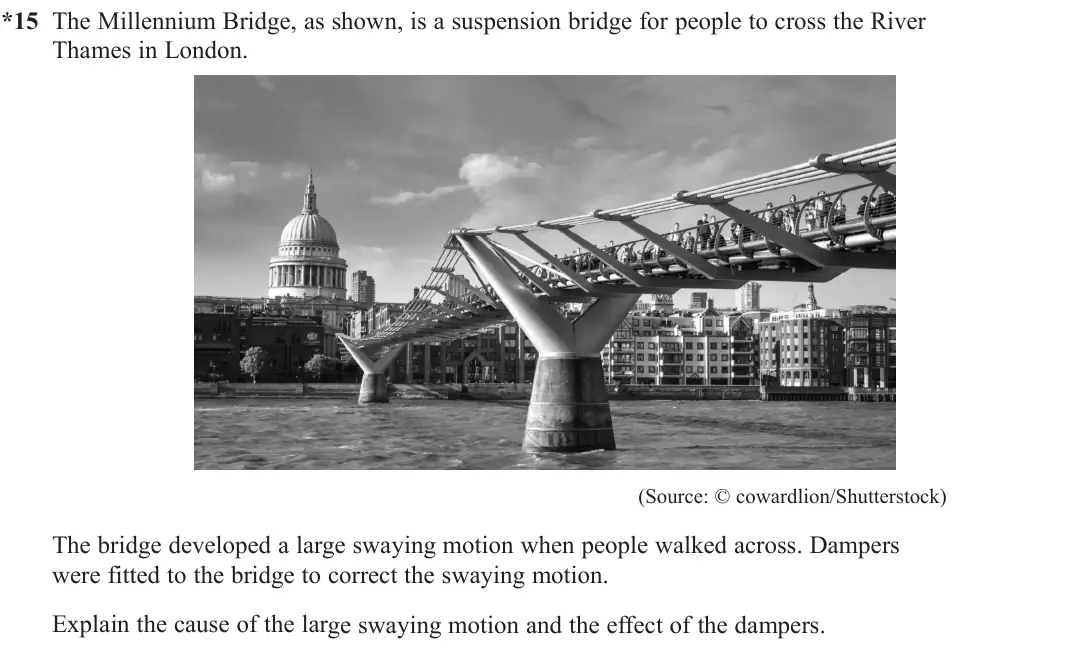 *15 The Millennium Bridge, as shown, is a suspension bridge for people to cross the River
Thames in London.
(Source: © cowardlion/Shutterstock)
The bridge developed a large swaying motion when people walked across. Dampers
were fitted to the bridge to correct the swaying motion.
Explain the cause of the large swaying motion and the effect of the dampers.